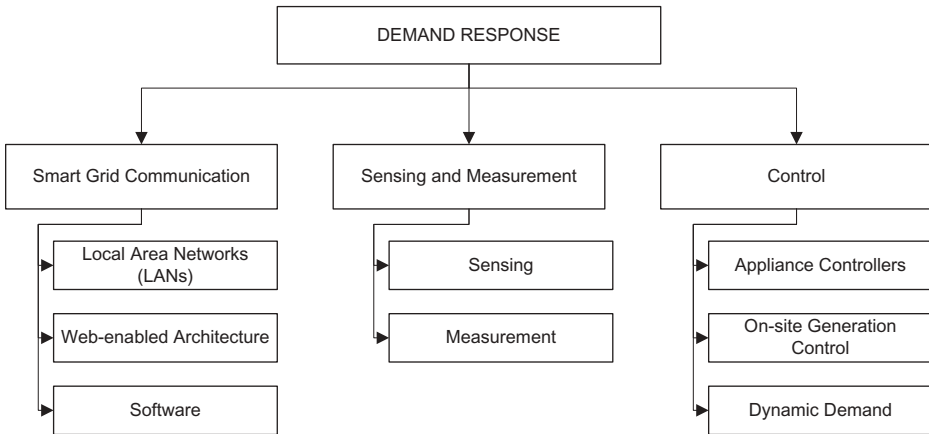 DEMAND RESPONSE
Smart Grid Communication
Sensing and Measurement
Control
Local Area Networks
(LANs)
Sensing
Appliance Controllers
Web-enabled Architecture
Measurement
On-site Generation
Control
Software
Dynamic Demand